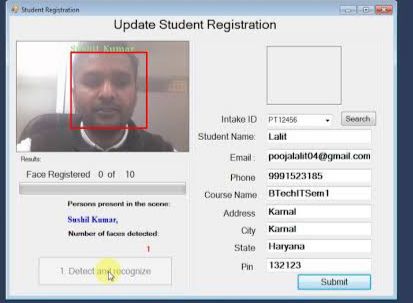 Student Registration
Update Student Registration
Sushil Kumar
Intake ID PT12456 Search
Student Name: Lalit
Results:
Email : poojalalit04@gmail.com
Face Registered 0 of 10
Phone 9991523185
Course Name BTechITSem1
Persons present in the scene:
Address Karnal
Sushil Kumar,
City Karnal
Number of faces detected:
State Haryana
1
Pin 132123
1. Detect and recognize
Submit